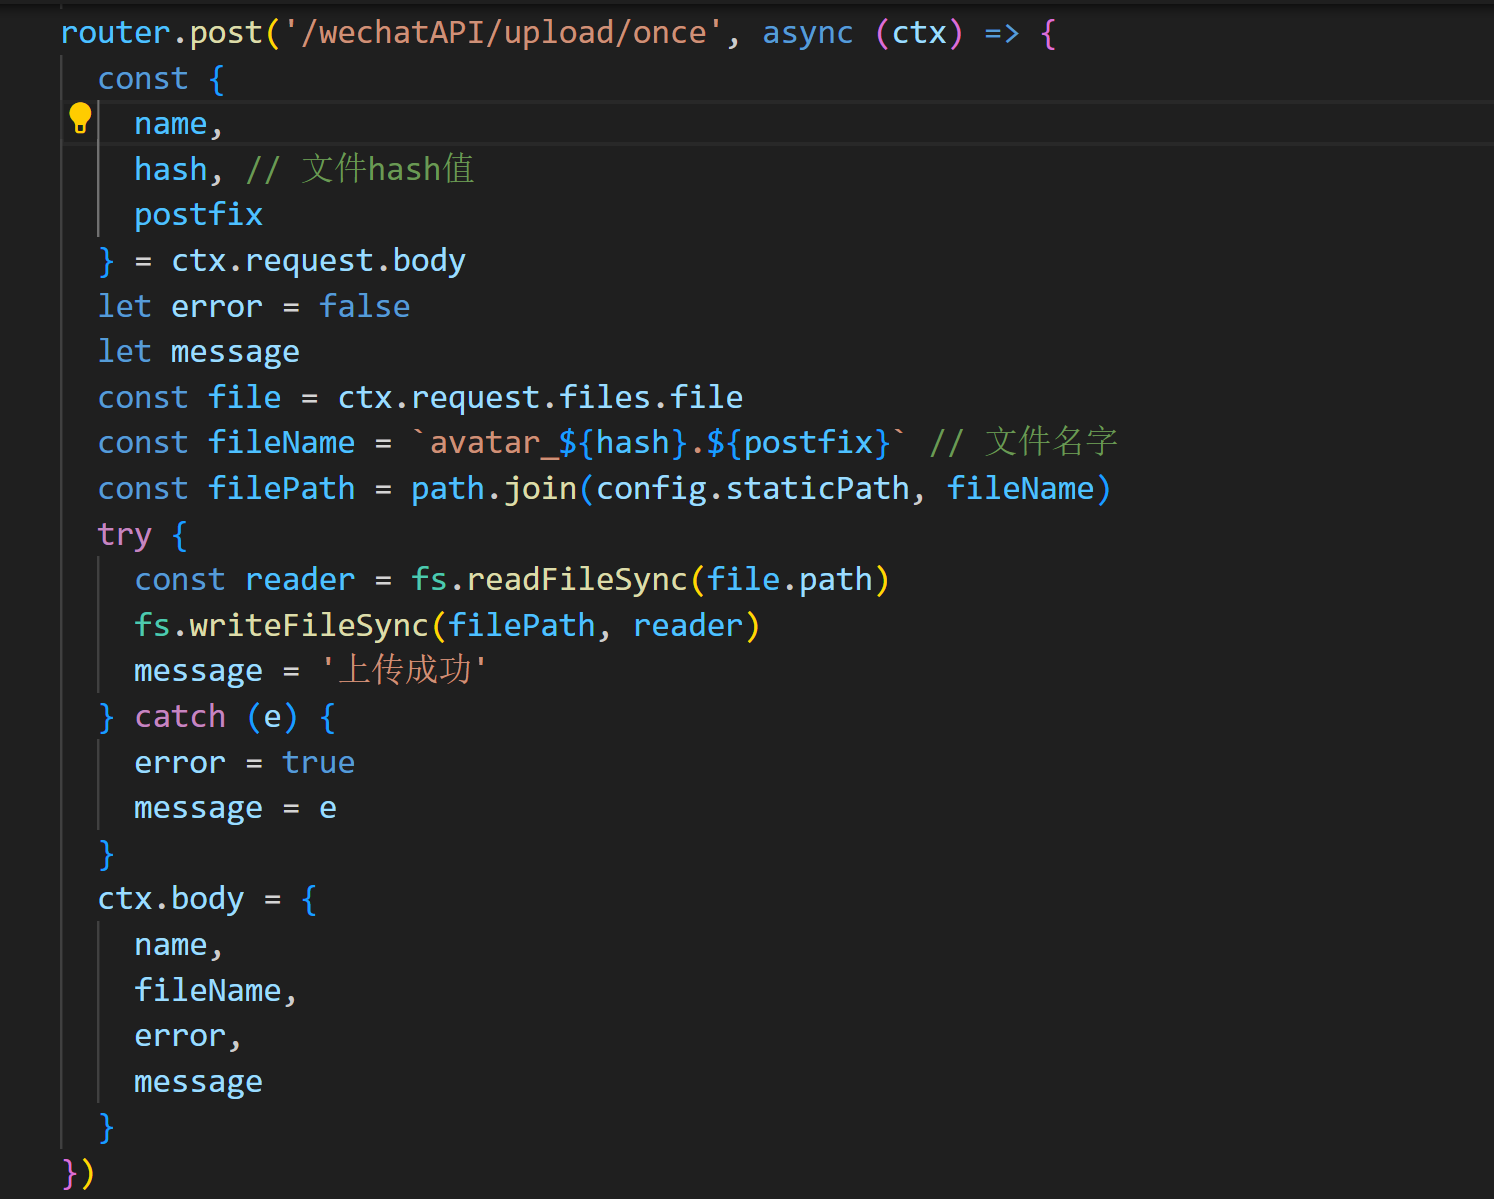 router.post('/wechatAPI/upload/once', async (ctx) => {
  const {
    name,
    hash, // 文件hash值
    postfix
  } = ctx.request.body
  let error = false
  let message
  const file = ctx.request.files.file
  const fileName = `avatar_${hash}.${postfix}` // 文件名字
  const filePath = path.join(config.staticPath, fileName)
  try {
    const reader = fs.readFileSync(file.path)
    fs.writeFileSync(filePath, reader)
    message = '上传成功'
  } catch (e) {
    error = true
    message = e
  }
  ctx.body = {
    name,
    fileName,
    error,
    message
  }
})